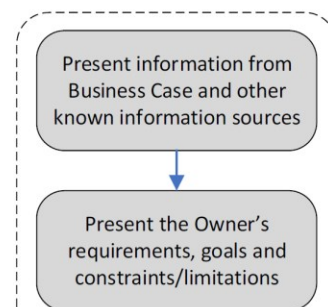 Present information from
Business Case and other
known information sources
Present the Owner's
requirements, goals and
constraints/limitations